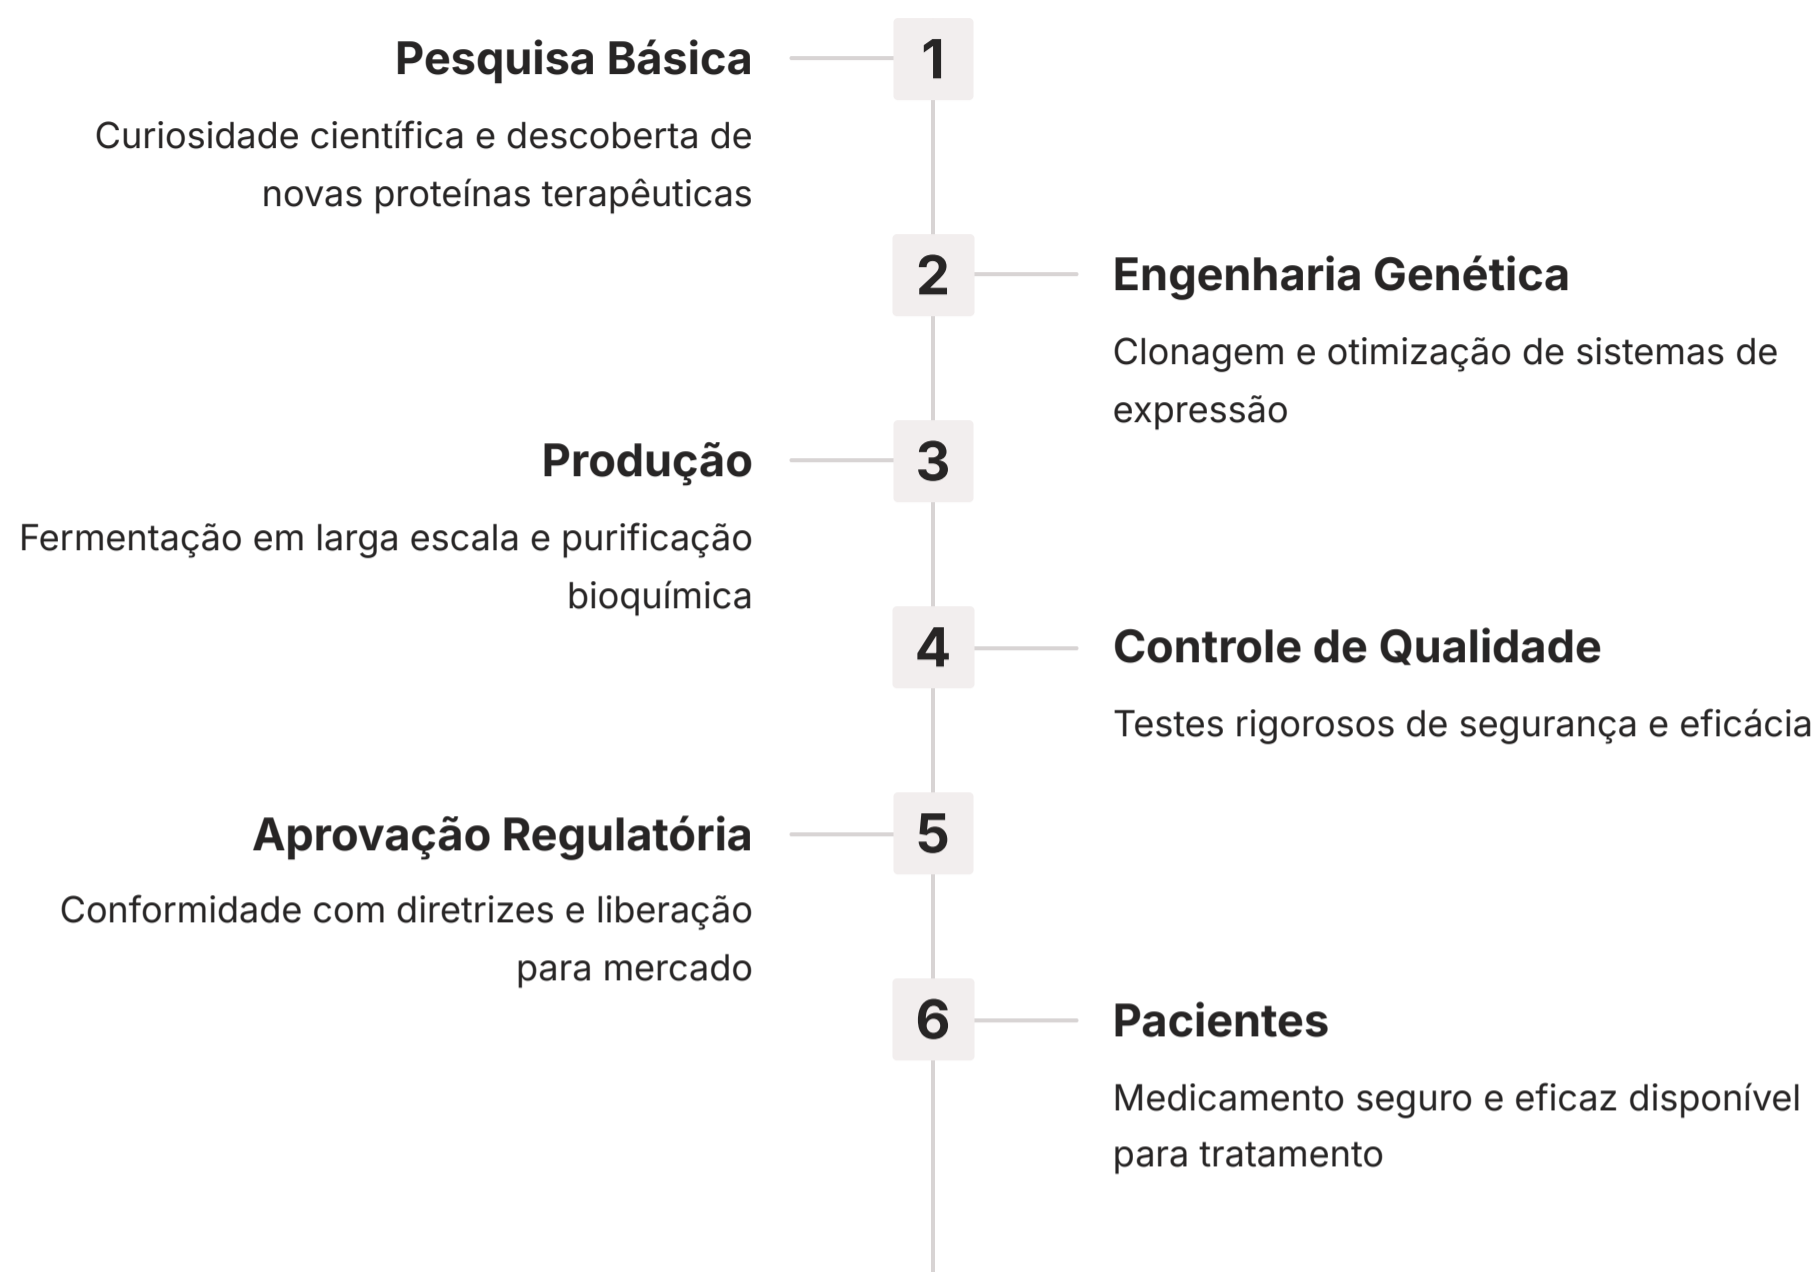 1
Pesquisa Básica
Curiosidade científica e descoberta de
novas proteínas terapêuticas
2
Engenharia Genética
Clonagem e otimização de sistemas de
expressão
3
Produção
Fermentação em larga escala e purificação
bioquímica
4
Controle de Qualidade
Testes rigorosos de segurança e eficácia
5
Aprovação Regulatória
Conformidade com diretrizes e liberação
para mercado
6
Pacientes
Medicamento seguro e eficaz disponível
para tratamento